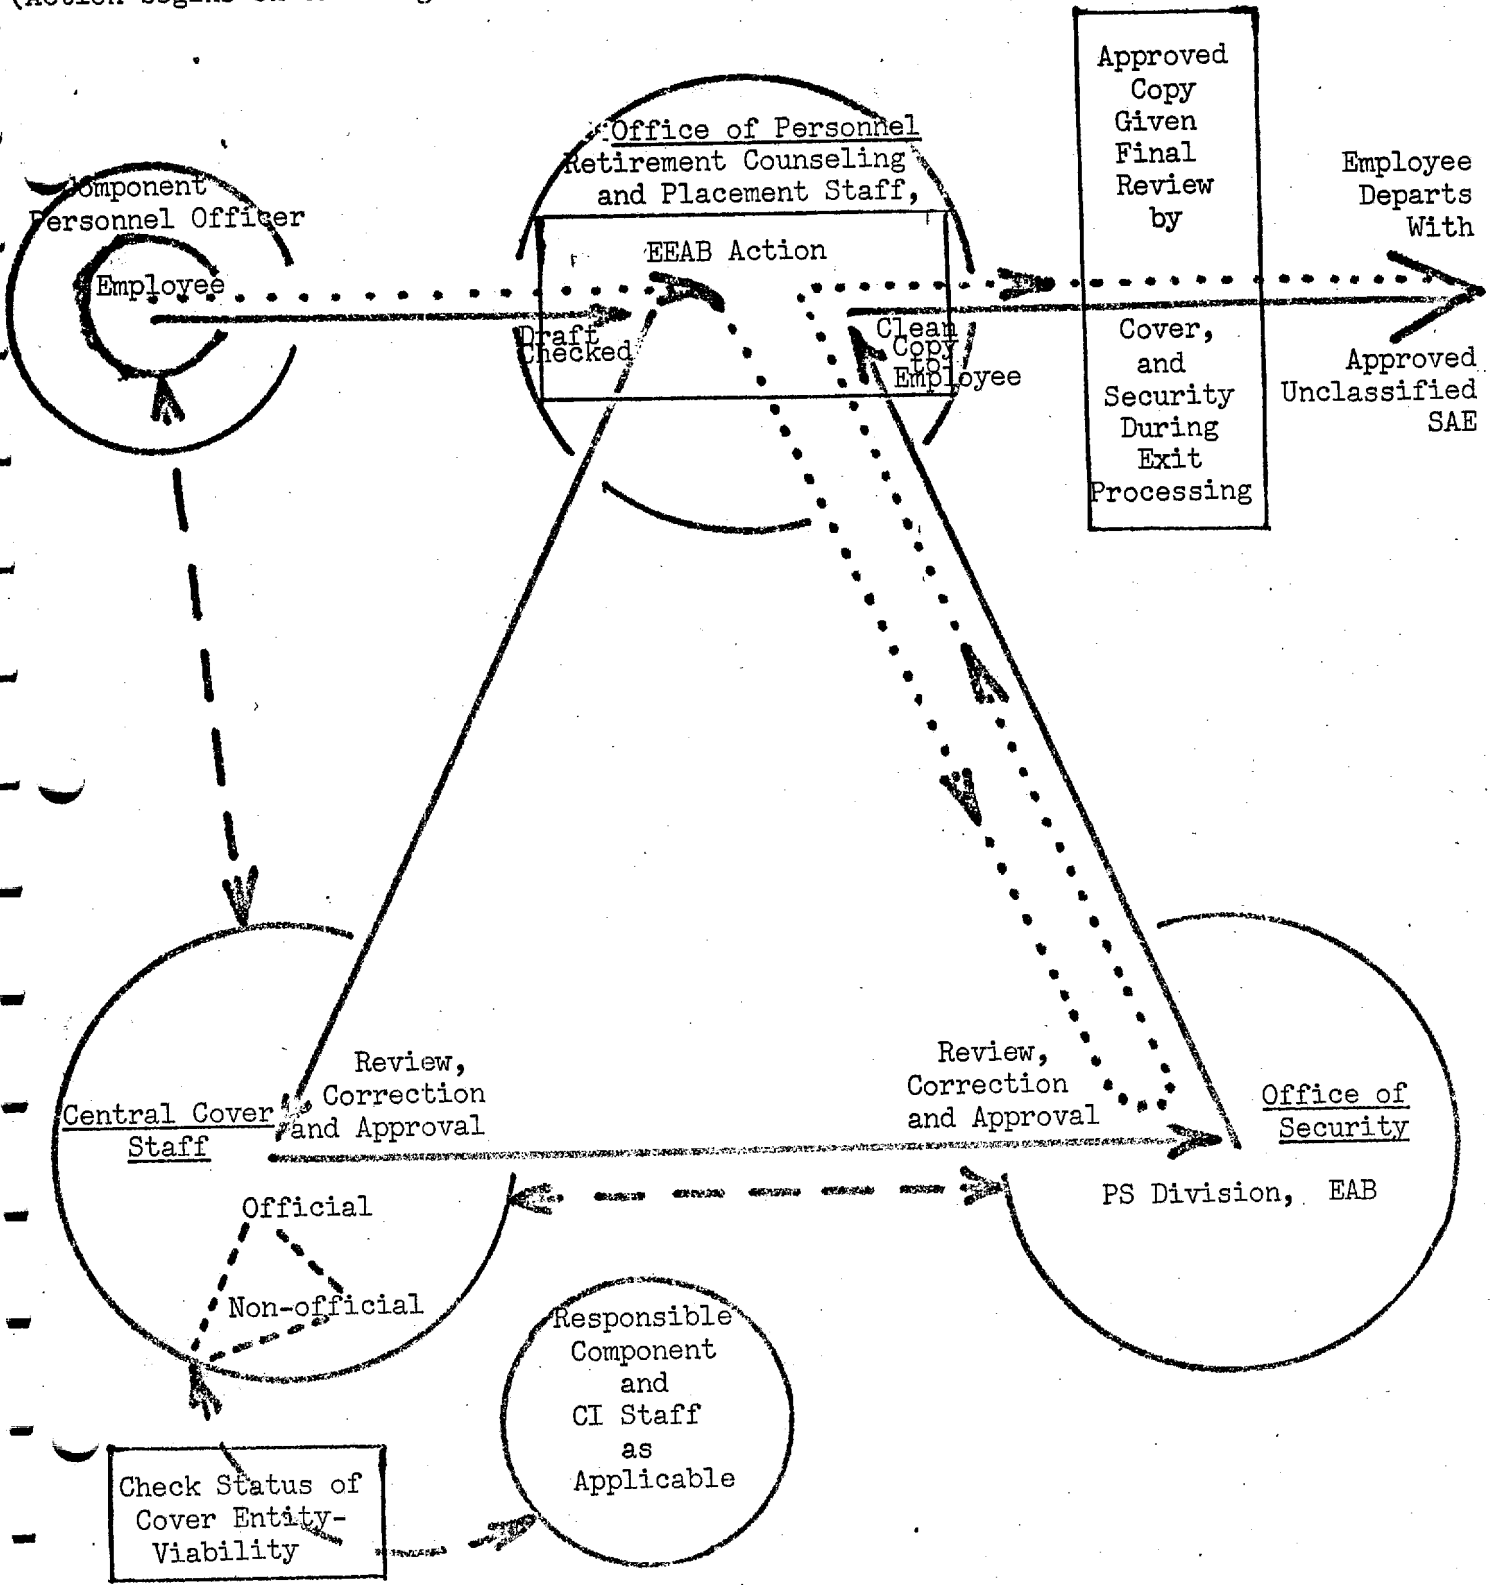 Component
Personnel Officer
Employee
Office of Personnel
Retirement Counseling
and Placement Staff,
EEAB Action
Draft
Checked
Clean
Copy
to
Employee
Approved
Copy
Given
Final
Review
by
Cover,
and
Security
During
Exit
Processing
Employee
Departs
With
Approved
Unclassified
SAE
Review,
Correction
and Approval
Central Cover
Staff
Official
Non-official
Review,
Correction
and Approval
Office of
Security
PS Division, EAB
Responsible
Component
and
CI Staff
as
Applicable
Check Status of
Cover Entity-
Viability